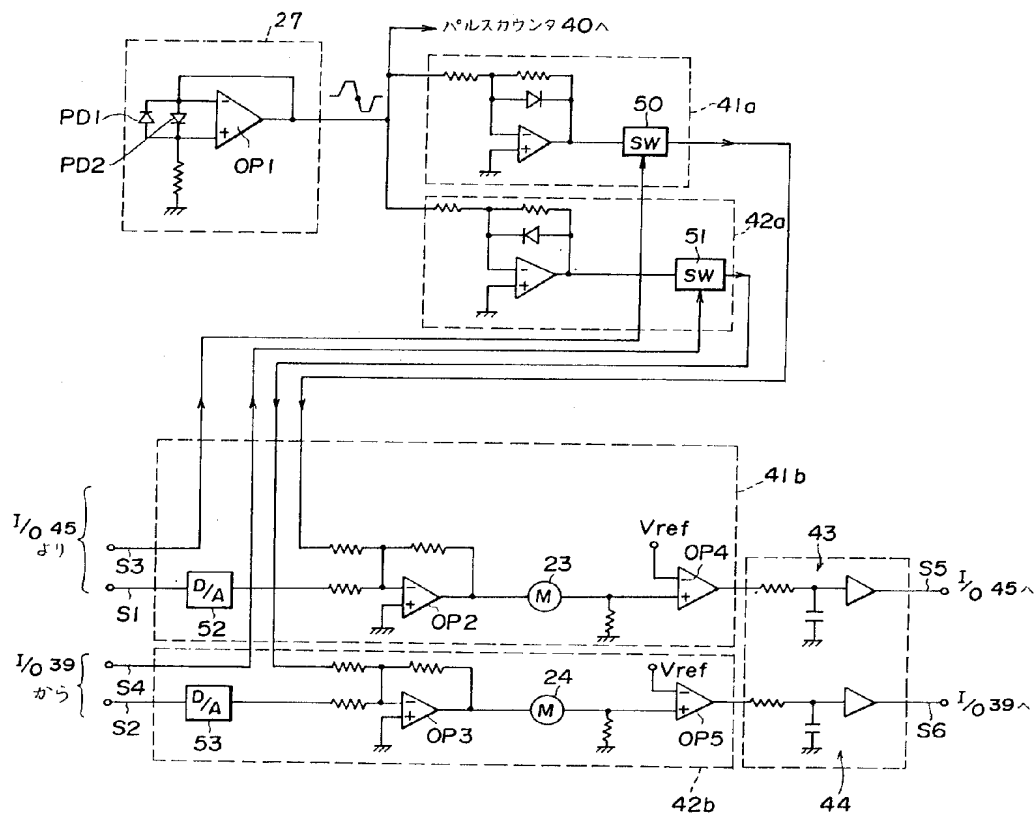 27
パルスカウンタ 40へ
PD1
PD2
OP1
−
+
50
SW
41a
−
+
51
SW
42a
−
+
41b
I/O 45
より
S3
S1
D/A
52
−
+
OP2
23
M
Vref
OP4
−
+
43
S5
I/O 45へ
I/O 39
から
S4
S2
D/A
53
−
+
OP3
24
M
Vref
OP5
−
+
S6
I/O 39へ
42b
44